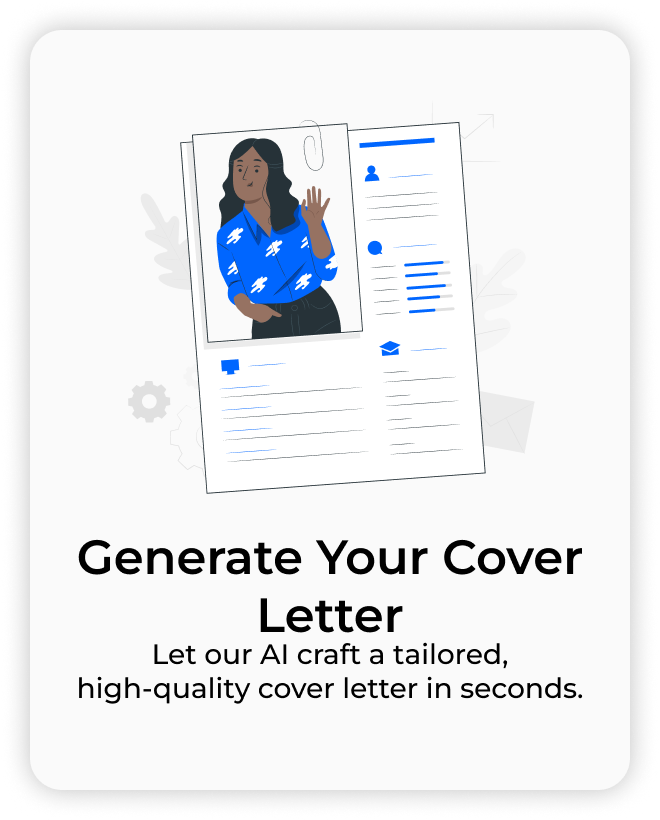 Generate Your Cover
Letter
Let our AI craft a tailored,
high-quality cover letter in seconds.